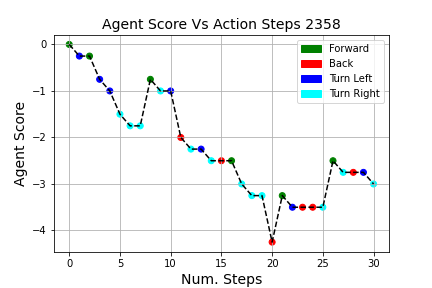 Agent Score Vs Action Steps 2358
Forward
Back
Turn Left
Turn Right
Agent Score
0
−1
−2
−3
−4
0 5 10 15 20 25 30
Num. Steps